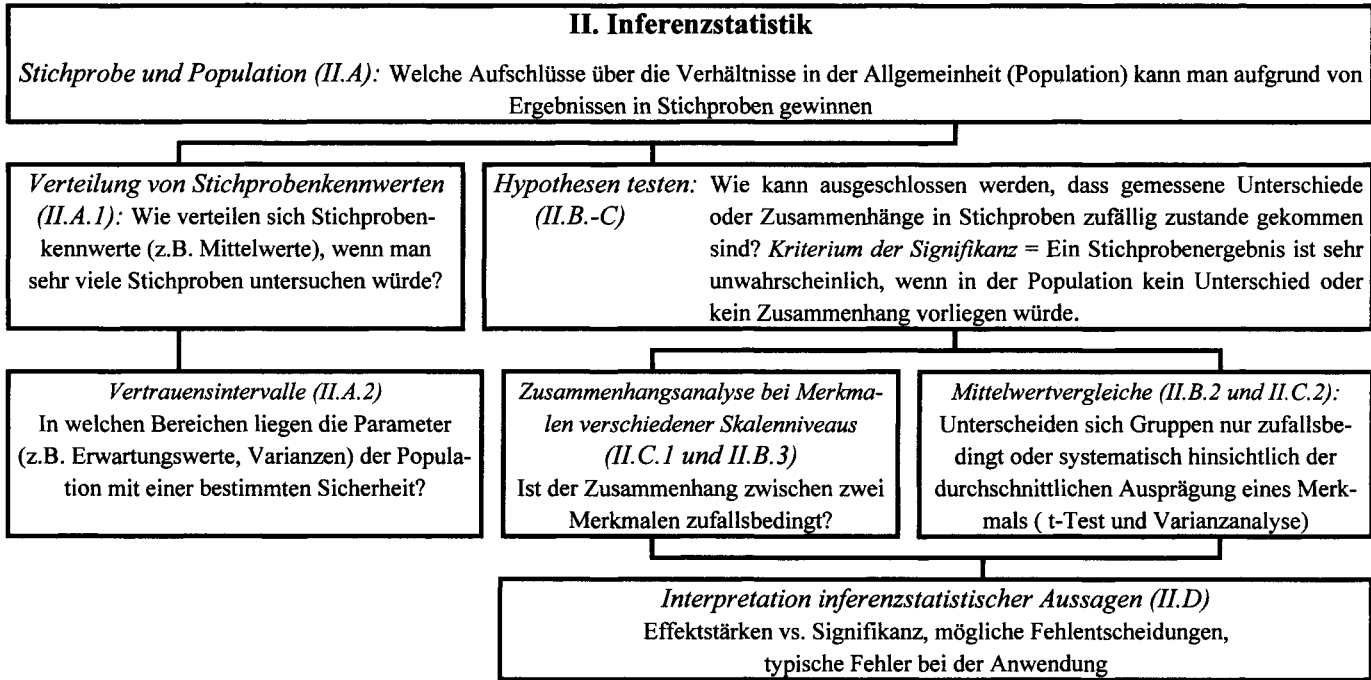 II. Inferenzstatistik
Stichprobe und Population (II.A): Welche Aufschlüsse über die Verhältnisse in der Allgemeinheit (Population) kann man aufgrund von
Ergebnissen in Stichproben gewinnen
Verteilung von Stichprobenkennwerten
(II.A.1): Wie verteilen sich Stichproben-
kennwerte (z.B. Mittelwerte), wenn man
sehr viele Stichproben untersuchen würde?
Hypothesen testen: Wie kann ausgeschlossen werden, dass gemessene Unterschiede
(II.B.-C) oder Zusammenhänge in Stichproben zufällig zustande gekommen
sind? Kriterium der Signifikanz = Ein Stichprobenergebnis ist sehr
unwahrscheinlich, wenn in der Population kein Unterschied oder
kein Zusammenhang vorliegen würde.
Vertrauensintervalle (II.A.2)
In welchen Bereichen liegen die Parameter
(z.B. Erwartungswerte, Varianzen) der Popula-
tion mit einer bestimmten Sicherheit?
Zusammenhangsanalyse bei Merkma-
len verschiedener Skalenniveaus
(II.C.1 und II.B.3)
Ist der Zusammenhang zwischen zwei
Merkmalen zufallsbedingt?
Mittelwertvergleiche (II.B.2 und II.C.2):
Unterscheiden sich Gruppen nur zufallsbe-
dingt oder systematisch hinsichtlich der
durchschnittlichen Ausprägung eines Merk-
mals ( t-Test und Varianzanalyse)
Interpretation inferenzstatistischer Aussagen (II.D)
Effektstärken vs. Signifikanz, mögliche Fehlentscheidungen,
typische Fehler bei der Anwendung